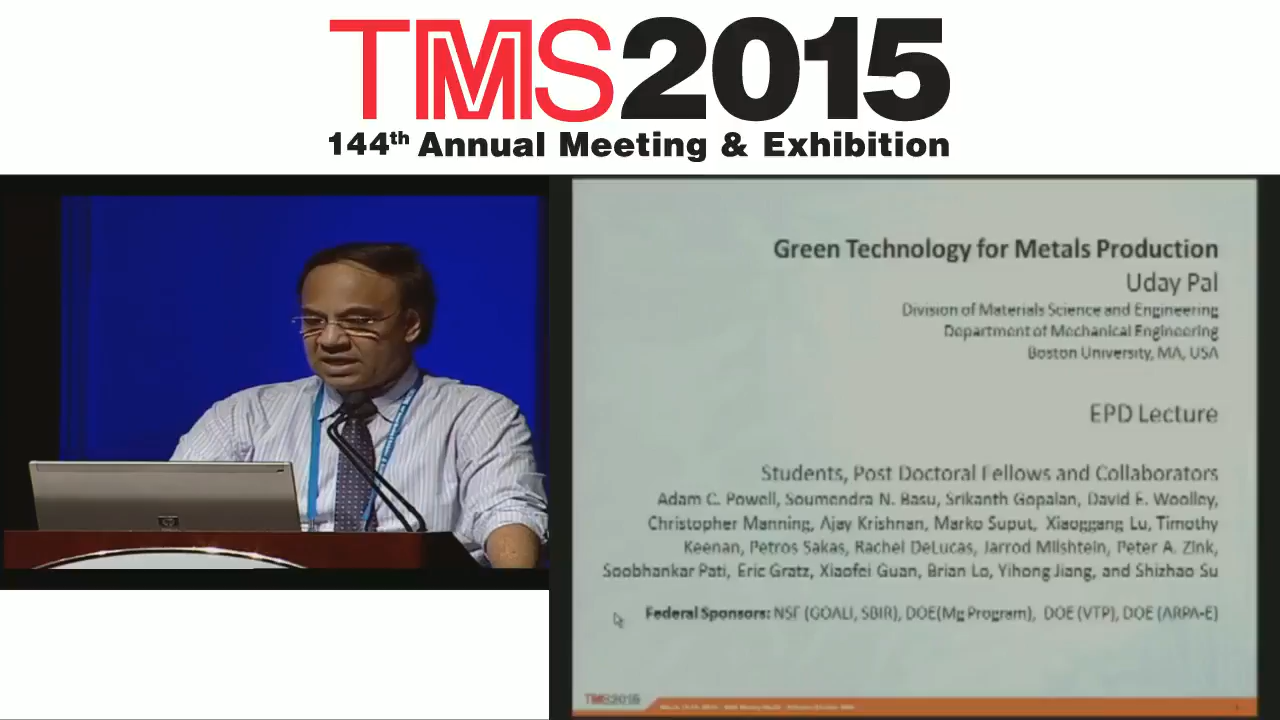 TMS2015
144th Annual Meeting & Exhibition
Green Technology for Metals Production
Uday Pal
Division of Materials Science and Engineering
Department of Mechanical Engineering
Boston University, MA, USA
EPD Lecture
Students, Post Doctoral Fellows and Collaborators
Adam C. Powell, Soumendra N. Basu, Srikanth Gopalan, David E. Woolley,
Christopher Manning, Ajay Krishnan, Marko Suput, Xiaoggang Lu, Timothy
Keenan, Petros Sakas, Rachel DeLucas, Jarrod Milshtein, Peter A. Zink,
Soobhankar Pati, Eric Gratz, Xiaofei Guan, Brian Lo, Yihong Jiang, and Shizhao Su
Federal Sponsors: NSF (GOALI, SBIR), DOE(Mg Program), DOE (VTP), DOE (ARPA-E)
TMS2015